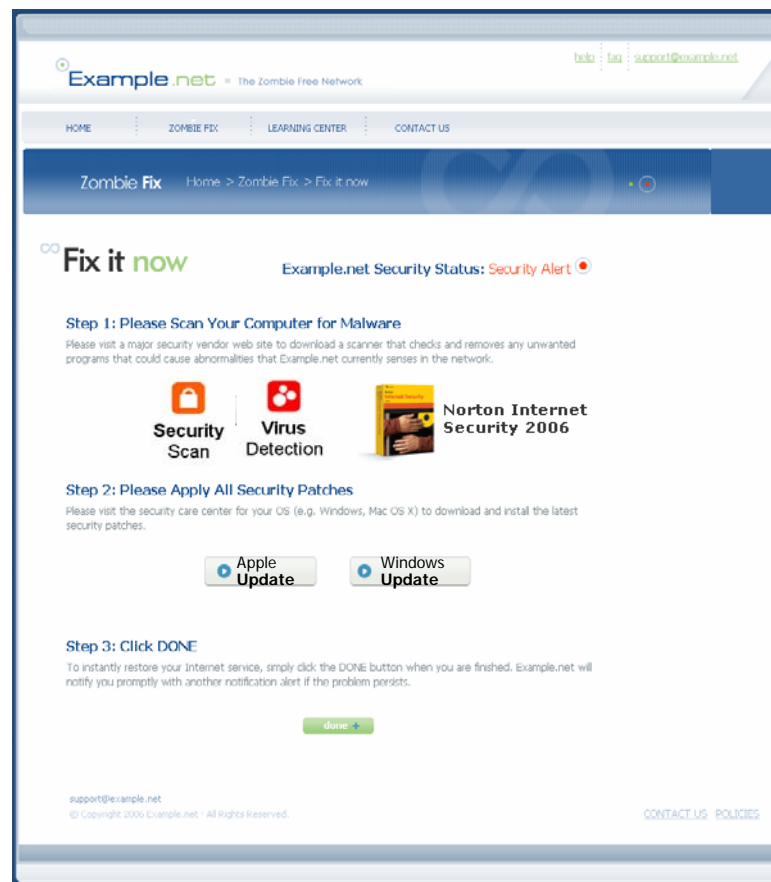 help faq support@example.net
Example.net The Zombie Free Network
HOME ZOMBIE FIX LEARNING CENTER CONTACT US
Zombie Fix Home > Zombie Fix > Fix it now
Fix it now
Example.net Security Status: Security Alert
Step 1: Please Scan Your Computer for Malware
Please visit a major security vendor web site to download a scanner that checks and removes any unwanted
programs that could cause abnormalities that Example.net currently senses in the network.
Security
Scan
Virus
Detection
Internet Security
Norton Internet
Security 2006
Step 2: Please Apply All Security Patches
Please visit the security care center for your OS (e.g. Windows, Mac OS X) to download and install the latest
security patches.
Apple
Update
Windows
Update
Step 3: Click DONE
To instantly restore your Internet service, simply click the DONE button when you are finished. Example.net will
notify you promptly with another notification alert if the problem persists.
done +
support@example.net
© Copyright 2006 Example.net · All Rights Reserved.
CONTACT US POLICIES